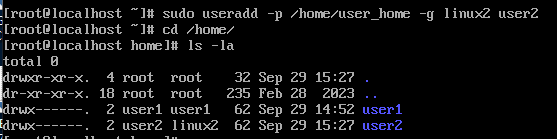 [root@localhost home]# sudo useradd -p /home/user_home -g linux2 user2
[root@localhost home]# cd /home/
[root@localhost home]# ls -la
total 0
drwxr-xr-x.  4 root  root    32 Sep 29 15:27 .
dr-xr-xr-x. 18 root  root   235 Feb 28  2023 ..
drwx------.  2 user1 user1   62 Sep 29 14:52 user1
drwx------.  2 user2 linux2  62 Sep 29 15:27 user2